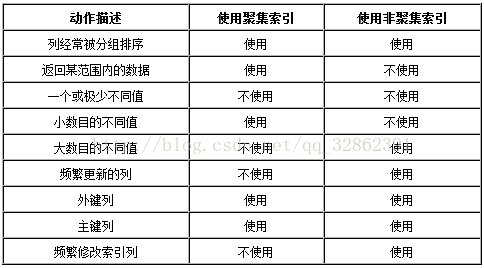 动作描述 使用聚集索引 使用非聚集索引
列经常被分组排序 使用 使用
返回某范围内的数据 使用 不使用
一个或极少不同值 不使用 不使用
小数目的不同值 使用 不使用
大数目的不同值 不使用 使用
频繁更新的列 不使用 使用
外键列 使用 使用
主键列 使用 使用
频繁修改索引列 不使用 使用